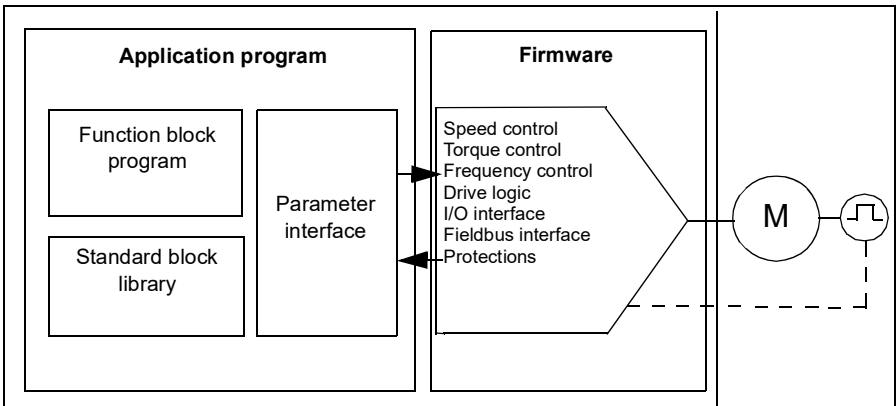 Application program
Function block
program
Standard block
library
Parameter
interface
Firmware
Speed control
Torque control
Frequency control
Drive logic
I/O interface
Fieldbus interface
Protections
M